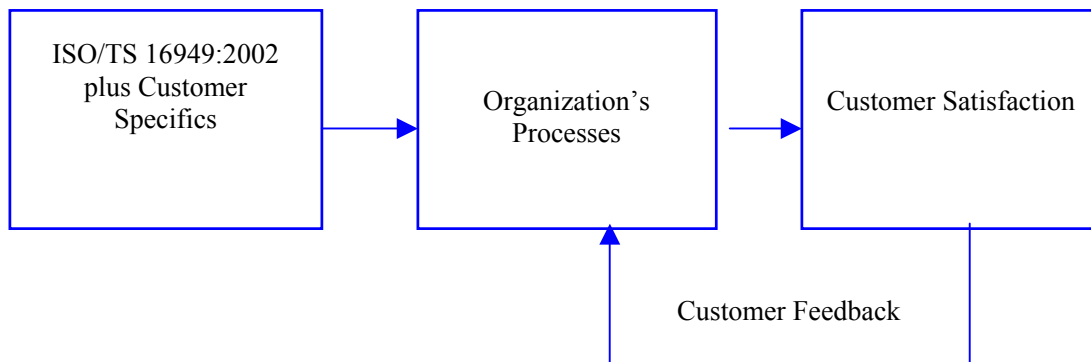 ISO/TS 16949:2002
plus Customer
Specifics
Organization’s
Processes
Customer Satisfaction
Customer Feedback